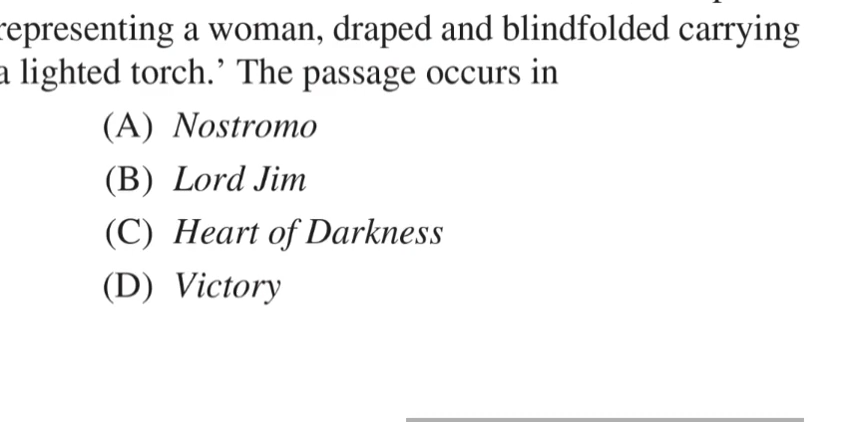 representing a woman, draped and blindfolded carrying
a lighted torch.’ The passage occurs in
(A) Nostromo
(B) Lord Jim
(C) Heart of Darkness
(D) Victory